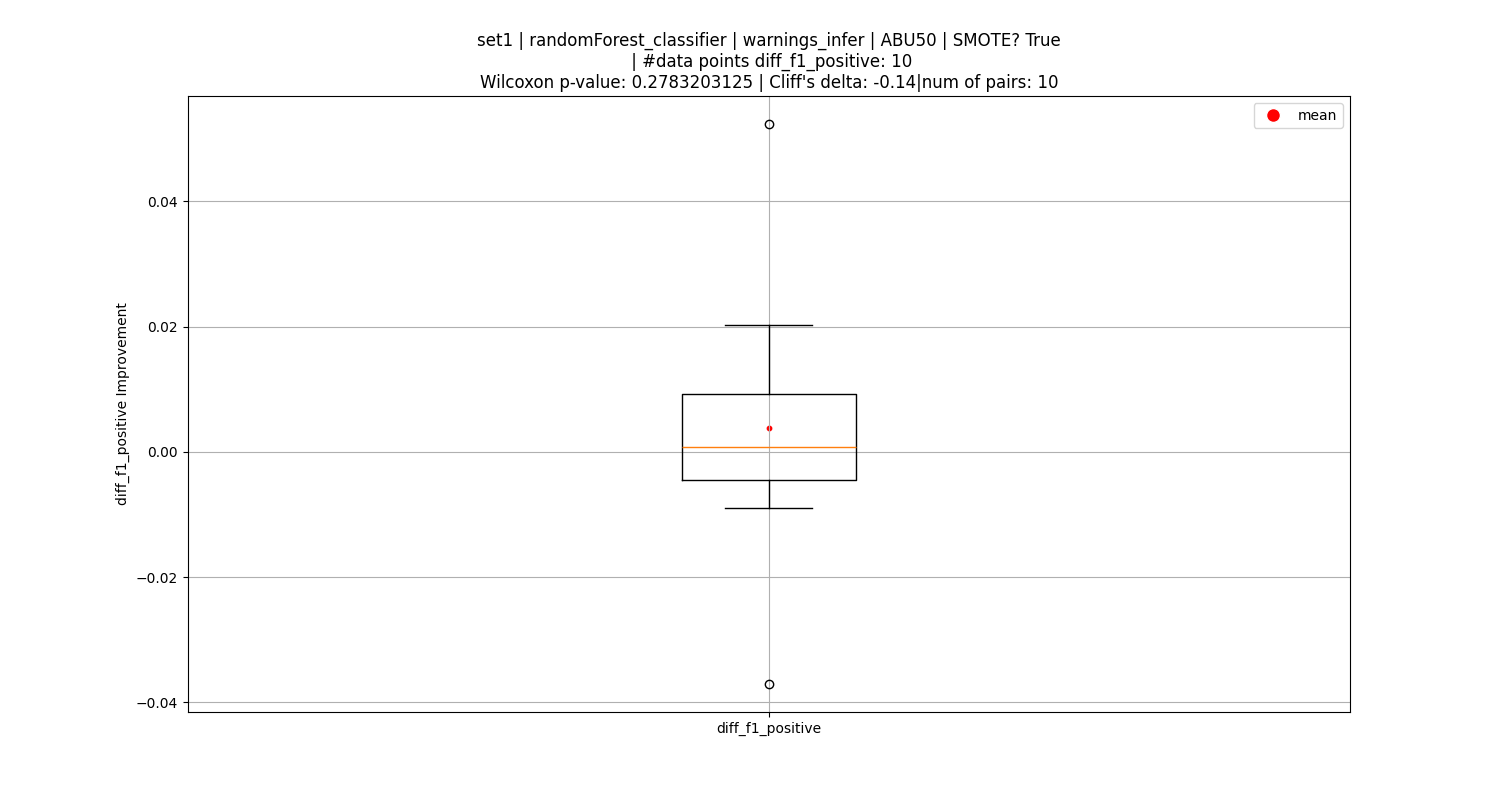 set1 | randomForest_classifier | warnings_infer | ABU50 | SMOTE? True
| #data points diff_f1_positive: 10
Wilcoxon p-value: 0.2783203125 | Cliff's delta: -0.14|num of pairs: 10
mean
0.04
0.02
0.00
−0.02
−0.04
diff_f1_positive Improvement
diff_f1_positive